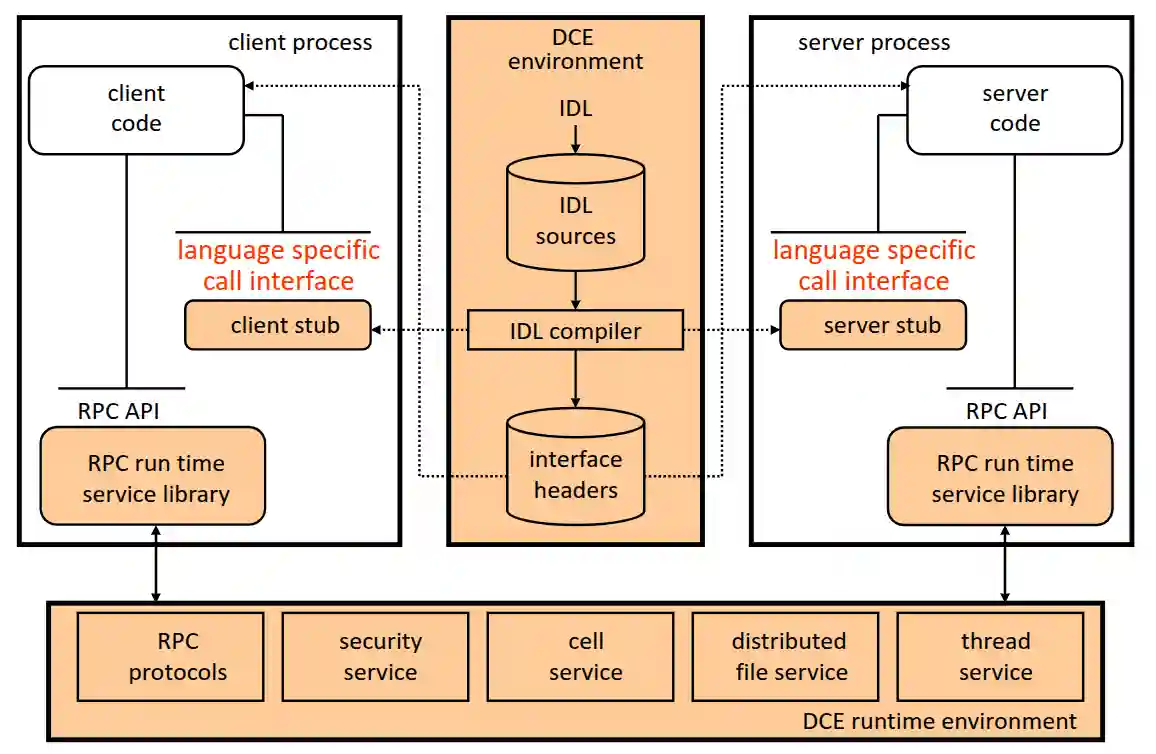 client process
client
code
language specific
call interface
client stub
RPC API
RPC run time
service library
DCE
environment
IDL
IDL
sources
IDL compiler
interface
headers
server process
server
code
language specific
call interface
server stub
RPC API
RPC run time
service library
RPC
protocols
security
service
cell
service
distributed
file service
thread
service
DCE runtime environment